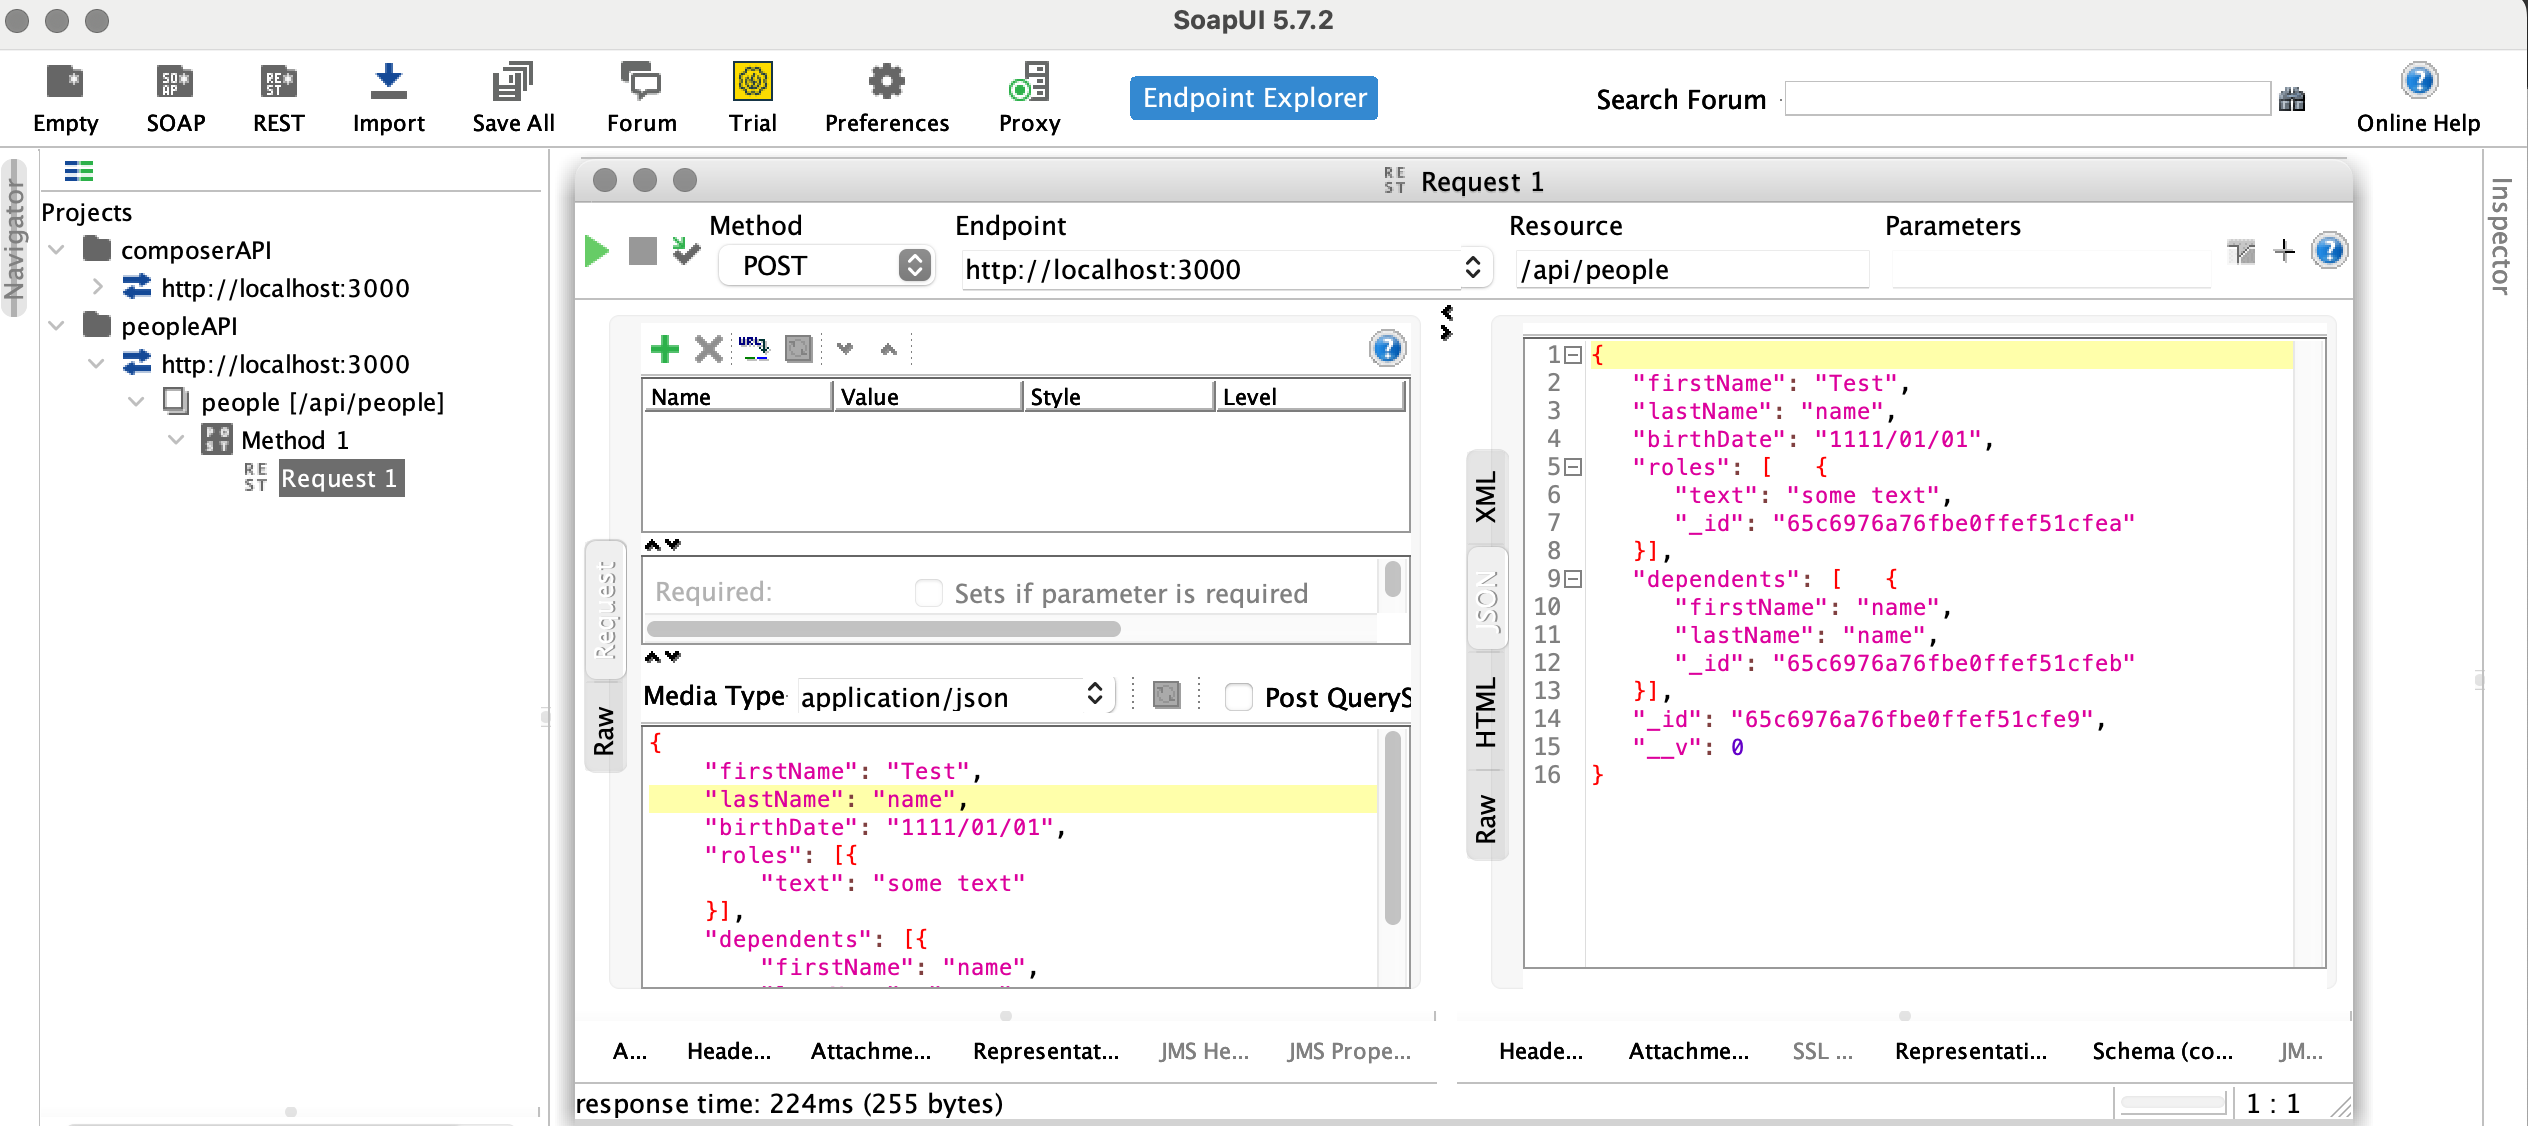 SoapUI 5.7.2
Empty SOAP REST Import Save All Forum Trial Preferences Proxy
Endpoint Explorer
Search Forum
Online Help
Navigator
Projects
composerAPI
http://localhost:3000
peopleAPI
http://localhost:3000
people [/api/people]
Method 1
Request 1
Inspector
REST Request 1
Method Endpoint Resource Parameters
POST http://localhost:3000 /api/people
Name Value Style Level
Required: Sets if parameter is required
Request
Raw
Media Type application/json Post QueryS
{
"firstName": "Test",
"lastName": "name",
"birthDate": "1111/01/01",
"roles": [{
"text": "some text"
}],
"dependents": [{
"firstName": "name",
XML
JSON
HTML
Raw
1 {
2 "firstName": "Test",
3 "lastName": "name",
4 "birthDate": "1111/01/01",
5 "roles": [ {
6 "text": "some text",
7 "_id": "65c6976a76fbe0ffef51cfea"
8 }],
9 "dependents": [ {
10 "firstName": "name",
11 "lastName": "name",
12 "_id": "65c6976a76fbe0ffef51cfeb"
13 }],
14 "_id": "65c6976a76fbe0ffef51cfe9",
15 "__v": 0
16 }
A... Heade... Attachme... Representat... JMS He... JMS Prope...
Heade... Attachme... SSL ... Representati... Schema (co... JM...
response time: 224ms (255 bytes)
1 : 1